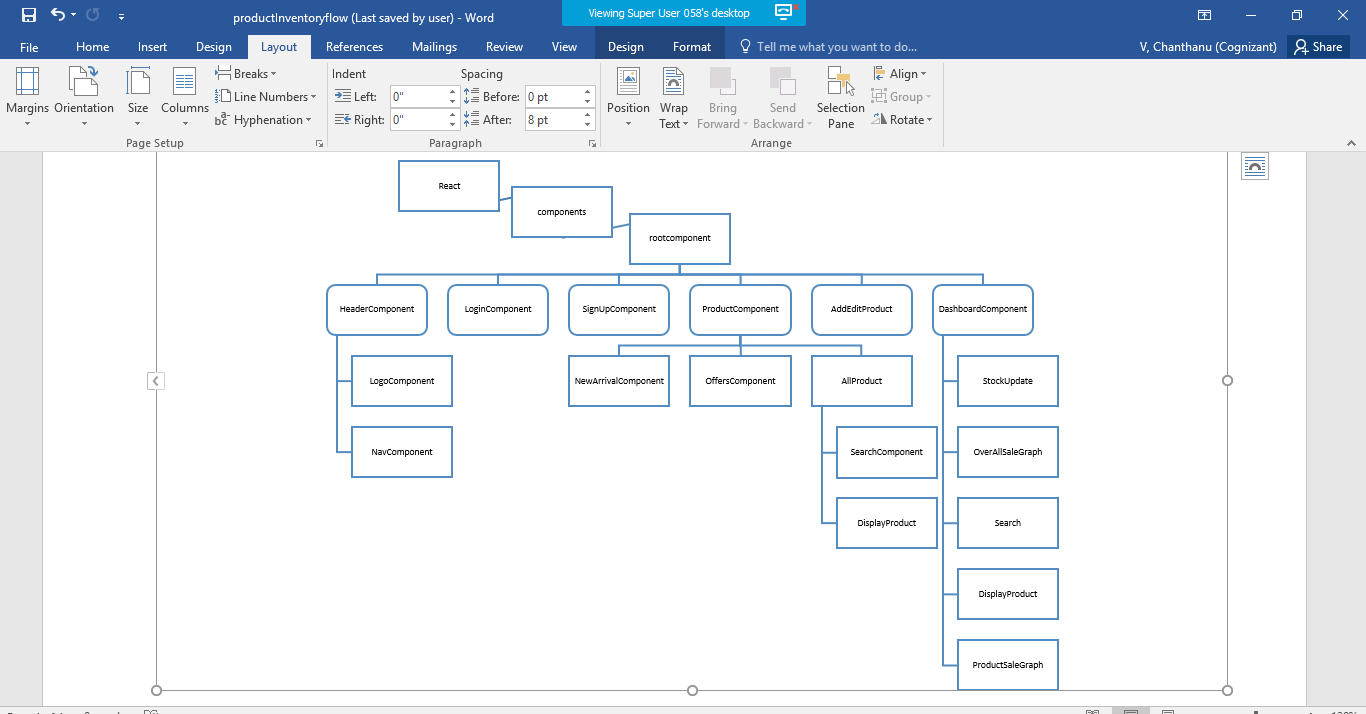 productInventoryflow (Last saved by user) - Word
Viewing Super User 058's desktop
File Home Insert Design Layout References Mailings Review View Design Format Tell me what you want to do... V, Chanthanu (Cognizant) Share
Margins
Orientation
Size
Columns
Breaks
Line Numbers
Hyphenation
Page Setup
Indent
Left: 0"
Right: 0"
Spacing
Before: 0 pt
After: 8 pt
Paragraph
Position
Wrap
Text
Bring
Forward
Send
Backward
Selection
Pane
Align
Group
Rotate
Arrange
React
components
rootcomponent
HeaderComponent LoginComponent SignUpComponent ProductComponent AddEditProduct DashboardComponent
LogoComponent NewArrivalComponent OffersComponent AllProduct StockUpdate
NavComponent SearchComponent OverAllSaleGraph
DisplayProduct Search
DisplayProduct
ProductSaleGraph